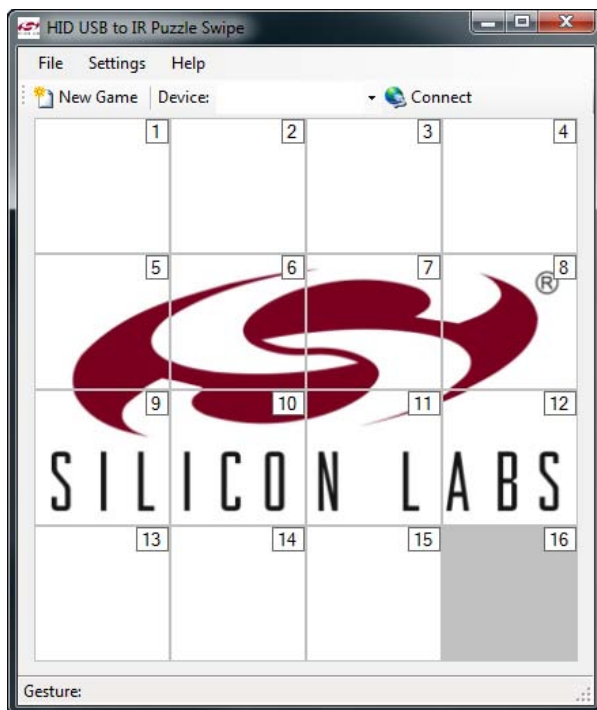 HID USB to IR Puzzle Swipe
File Settings Help
New Game Device: Connect
1 2 3 4
5 6 7 8
®
9 10 11 12
SILICON LABS
13 14 15 16
Gesture: